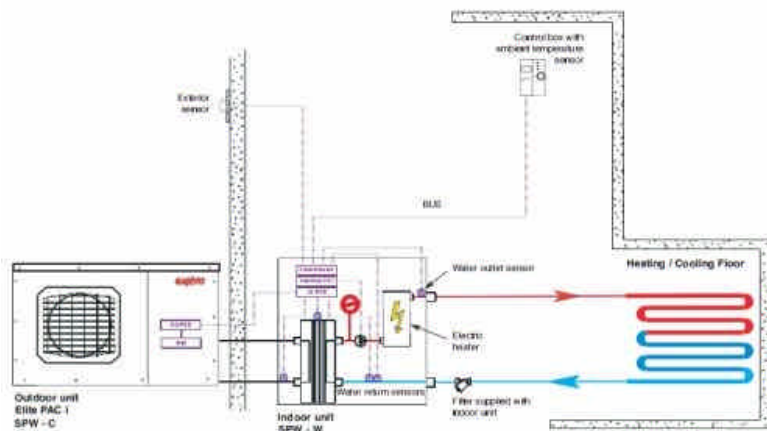 Control box with
ambient temperature
sensor
Exterior
sensor
BUS
Water outlet sensor
Heating / Cooling Floor
SANYO
Electric
heater
Outdoor unit
Elite PAC i
SPW - C
Indoor unit
SPW - W
Water return sensors
Filter supplied with
indoor unit